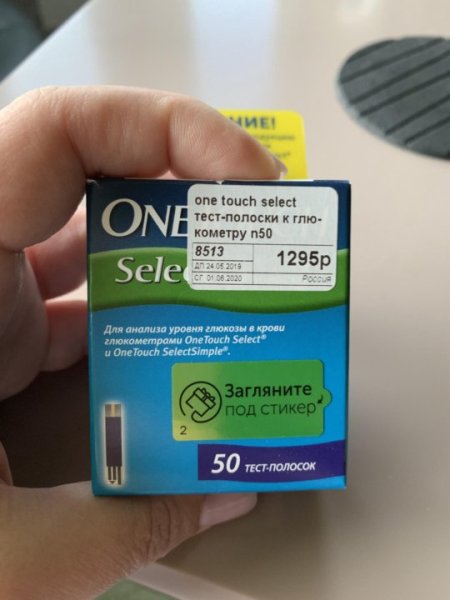 НИЕ!
one touch select
тест-полоски к глю-
кометру n50
8513
ДП 24.05.2019
СГ 01.06.2020
1295р
Россия
ONE
Selec
Для анализа уровня глюкозы в крови
глюкометрами OneTouch Select®
и OneTouch SelectSimple®.
Загляните
под стикер
2
50 ТЕСТ-ПОЛОСОК